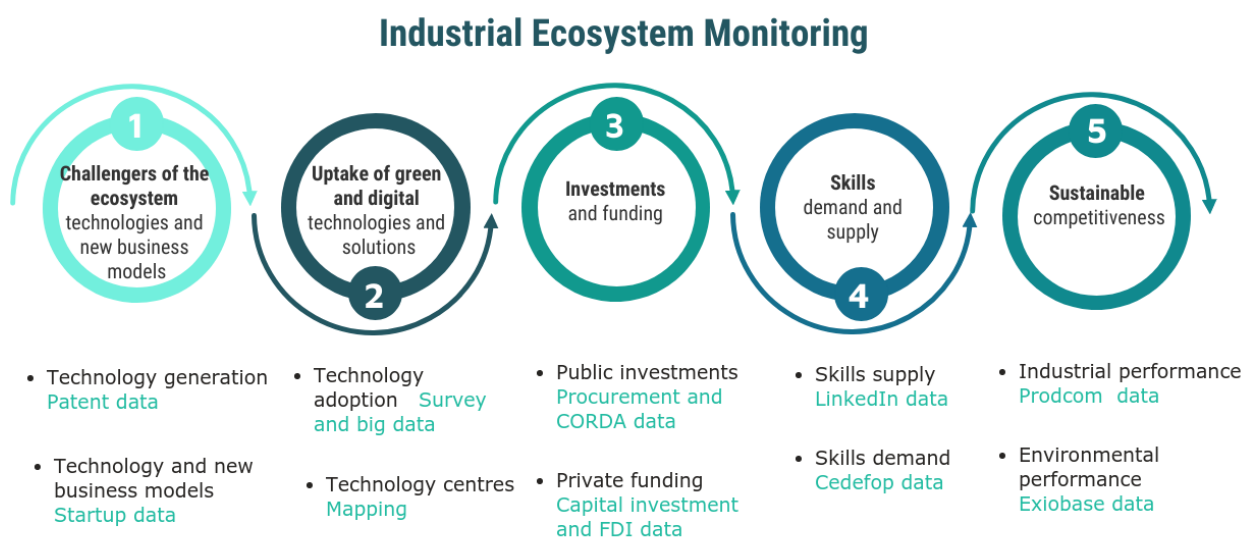 Industrial Ecosystem Monitoring
1
Challengers of the
ecosystem
technologies and
new business
models
Uptake of green
and digital
technologies and
solutions
2
3
Investments
and funding
Skills
demand and
supply
4
5
Sustainable
competitiveness
• Technology generation
Patent data
• Technology and new
business models
Startup data
• Technology
adoption Survey
and big data
• Technology centres
Mapping
• Public investments
Procurement and
CORDA data
• Private funding
Capital investment
and FDI data
• Skills supply
LinkedIn data
• Skills demand
Cedefop data
• Industrial performance
Prodcom data
• Environmental
performance
Exiobase data